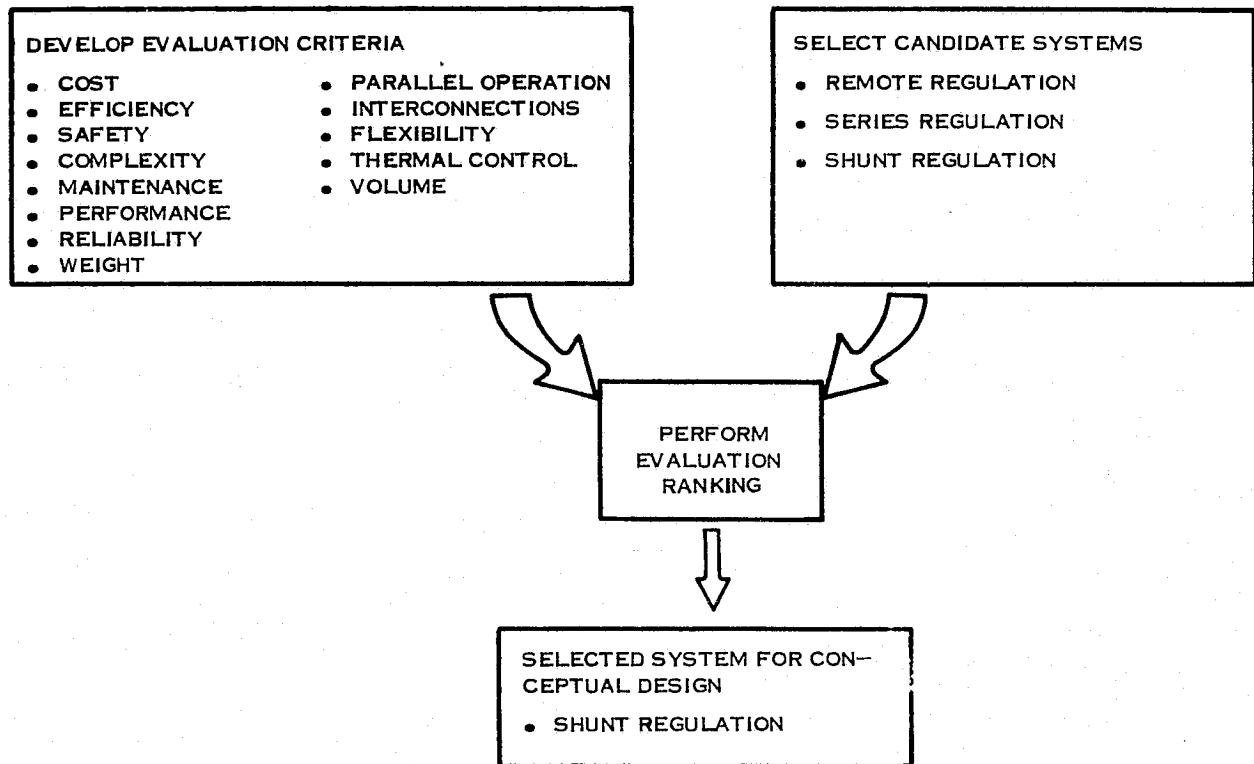 DEVELOP EVALUATION CRITERIA
• COST
• EFFICIENCY
• SAFETY
• COMPLEXITY
• MAINTENANCE
• PERFORMANCE
• RELIABILITY
• WEIGHT
• PARALLEL OPERATION
• INTERCONNECTIONS
• FLEXIBILITY
• THERMAL CONTROL
• VOLUME
SELECT CANDIDATE SYSTEMS
• REMOTE REGULATION
• SERIES REGULATION
• SHUNT REGULATION
PERFORM
EVALUATION
RANKING
SELECTED SYSTEM FOR CON-
CEPTUAL DESIGN
• SHUNT REGULATION